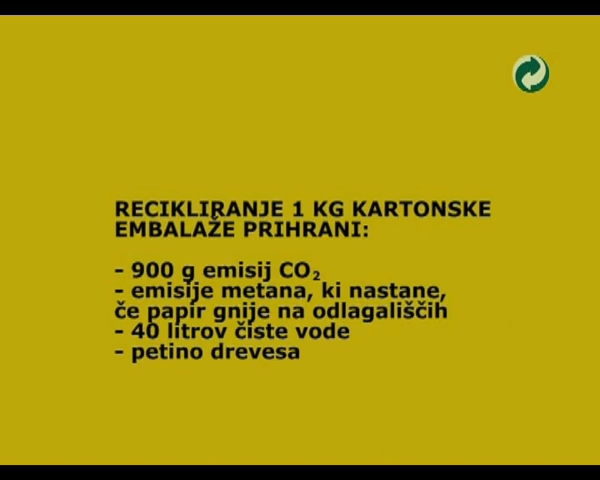 RECIKLIRANJE 1 KG KARTONSKE
EMBALAŽE PRIHRANI:
- 900 g emisij CO₂
- emisije metana, ki nastane,
če papir gnije na odlagališčih
- 40 litrov čiste vode
- petino drevesa